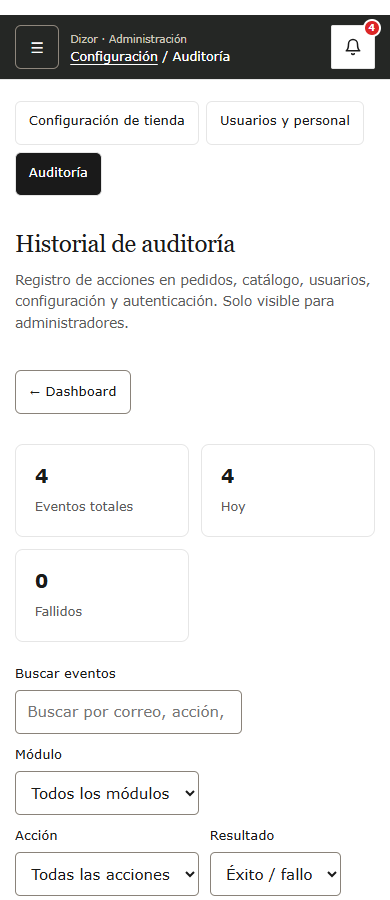 ☰
Dizor · Administración
Configuración / Auditoría
4
Configuración de tienda
Usuarios y personal
Auditoría
Historial de auditoría
Registro de acciones en pedidos, catálogo, usuarios,
configuración y autenticación. Solo visible para
administradores.
← Dashboard
4
Eventos totales
4
Hoy
0
Fallidos
Buscar eventos
Buscar por correo, acción,
Módulo
Todos los módulos
Acción
Todas las acciones
Resultado
Éxito / fallo